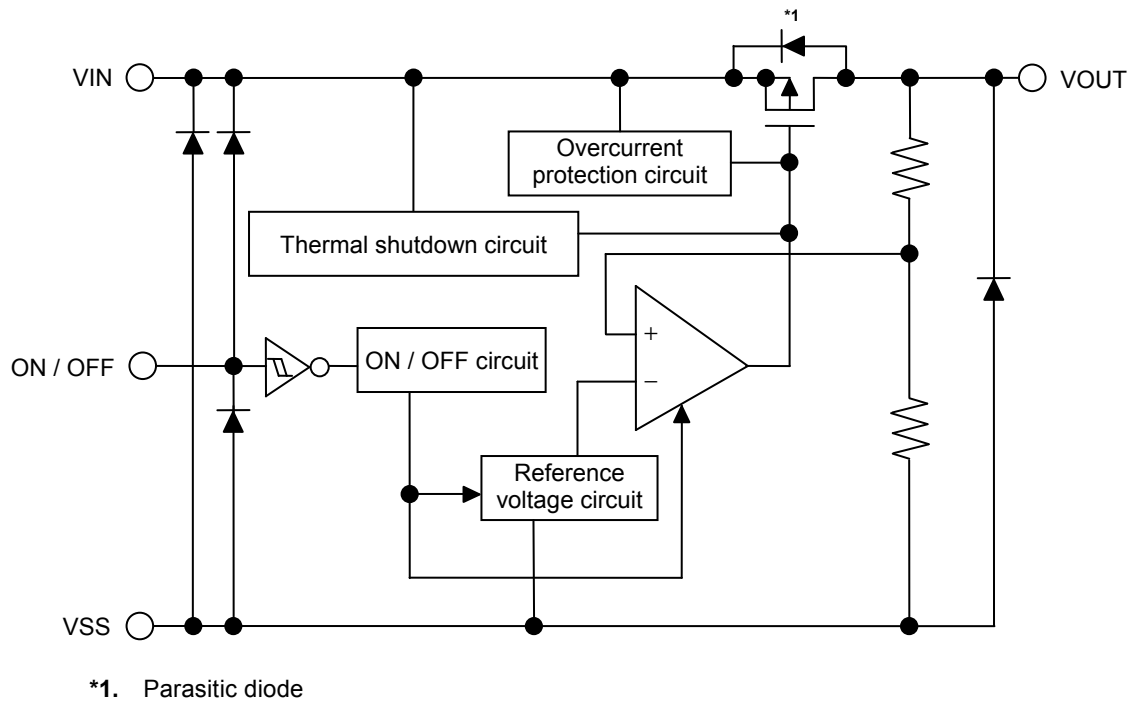 *1
VIN
VOUT
Overcurrent
protection circuit
Thermal shutdown circuit
+
−
ON / OFF
ON / OFF circuit
Reference
voltage circuit
VSS
*1. Parasitic diode